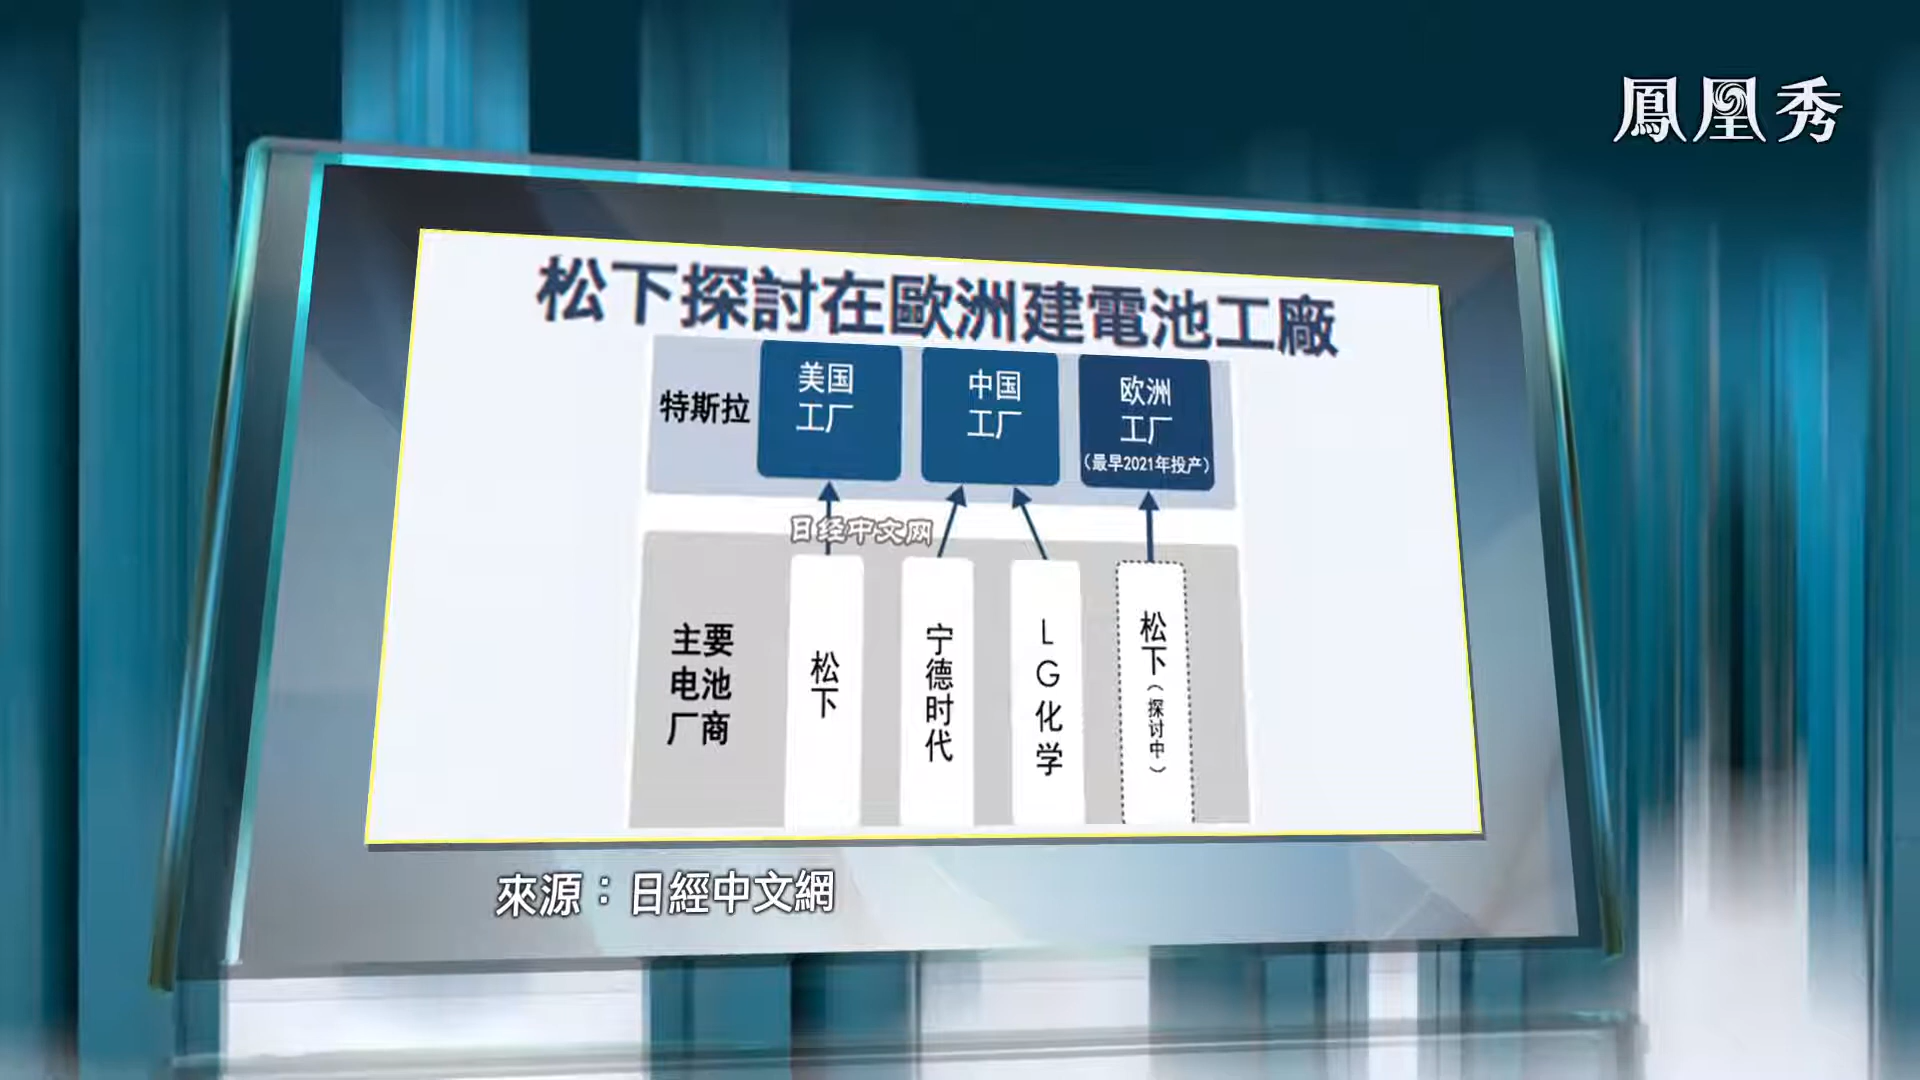 鳳凰秀
松下探討在歐洲建電池工廠
特斯拉
美国
工厂
中国
工厂
欧洲
工厂
(最早2021年投产)
日经中文网
主要
电池
厂商
松下
宁德时代
LG化学
松下(探讨中)
來源：日經中文網